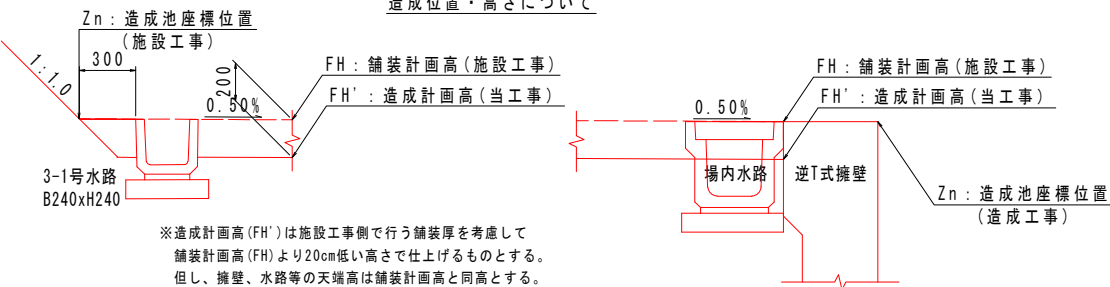 造成位置・高さについて
Zn：造成池座標位置
(施設工事)
1:1.0
300
200
0.50%
FH：舗装計画高(施設工事)
FH'：造成計画高(当工事)
3-1号水路
B240xH240
0.50%
FH：舗装計画高(施設工事)
FH'：造成計画高(当工事)
場内水路
逆T式擁壁
Zn：造成池座標位置
(造成工事)
※造成計画高(FH')は施設工事側で行う舗装厚を考慮して
舗装計画高(FH)より20cm低い高さで仕上げるものとする。
但し、擁壁、水路等の天端高は舗装計画高と同高とする。